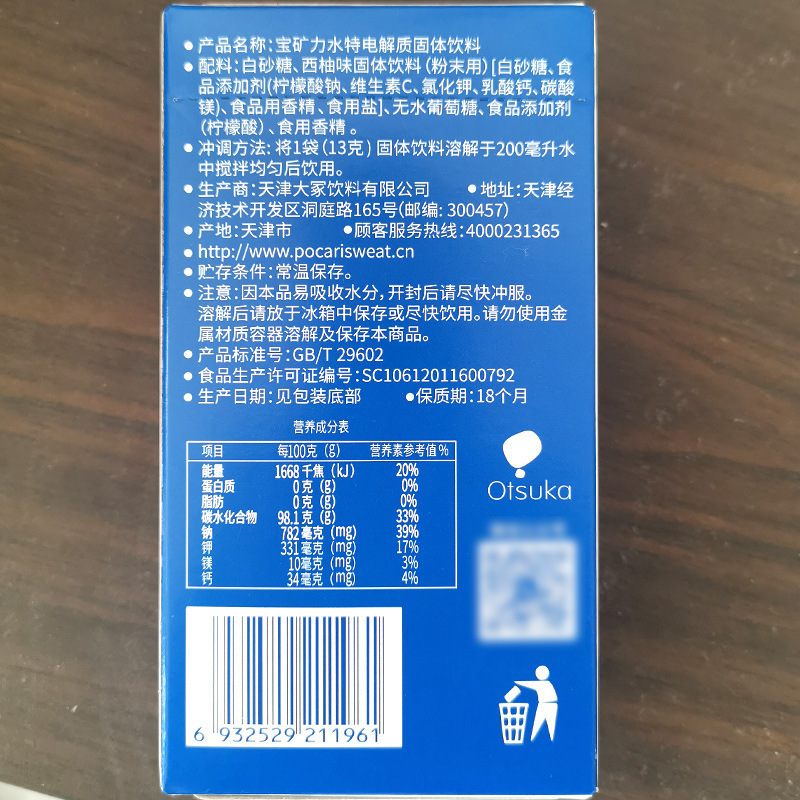 ●产品名称:宝矿力水特电解质固体饮料
●配料:白砂糖、西柚味固体饮料(粉末用)[白砂糖、食
品添加剂(柠檬酸钠、维生素C、氯化钾、乳酸钙、碳酸
镁)、食品用香精、食用盐]、无水葡萄糖、食品添加剂
(柠檬酸)、食用香精。
●冲调方法:将1袋(13克)固体饮料溶解于200毫升水
中搅拌均匀后饮用。
●生产商:天津大冢饮料有限公司 ●地址:天津经
济技术开发区洞庭路165号(邮编:300457)
●产地:天津市 ●顾客服务热线:4000231365
●http://www.pocarisweat.cn
●贮存条件:常温保存。
●注意:因本品易吸收水分,开封后请尽快冲服。
溶解后请放于冰箱中保存或尽快饮用。请勿使用金
属材质容器溶解及保存本商品。
●产品标准号:GB/T 29602
●食品生产许可证编号:SC10612011600792
●生产日期:见包装底部 ●保质期:18个月
营养成分表
项目 每100克(g) 营养素参考值%
能量 1668千焦(kJ) 20%
蛋白质 0克(g) 0%
脂肪 0克(g) 0%
碳水化合物 98.1克(g) 33%
钠 782毫克(mg) 39%
钾 331毫克(mg) 17%
镁 10毫克(mg) 3%
钙 34毫克(mg) 4%
Otsuka
6 932529 211961